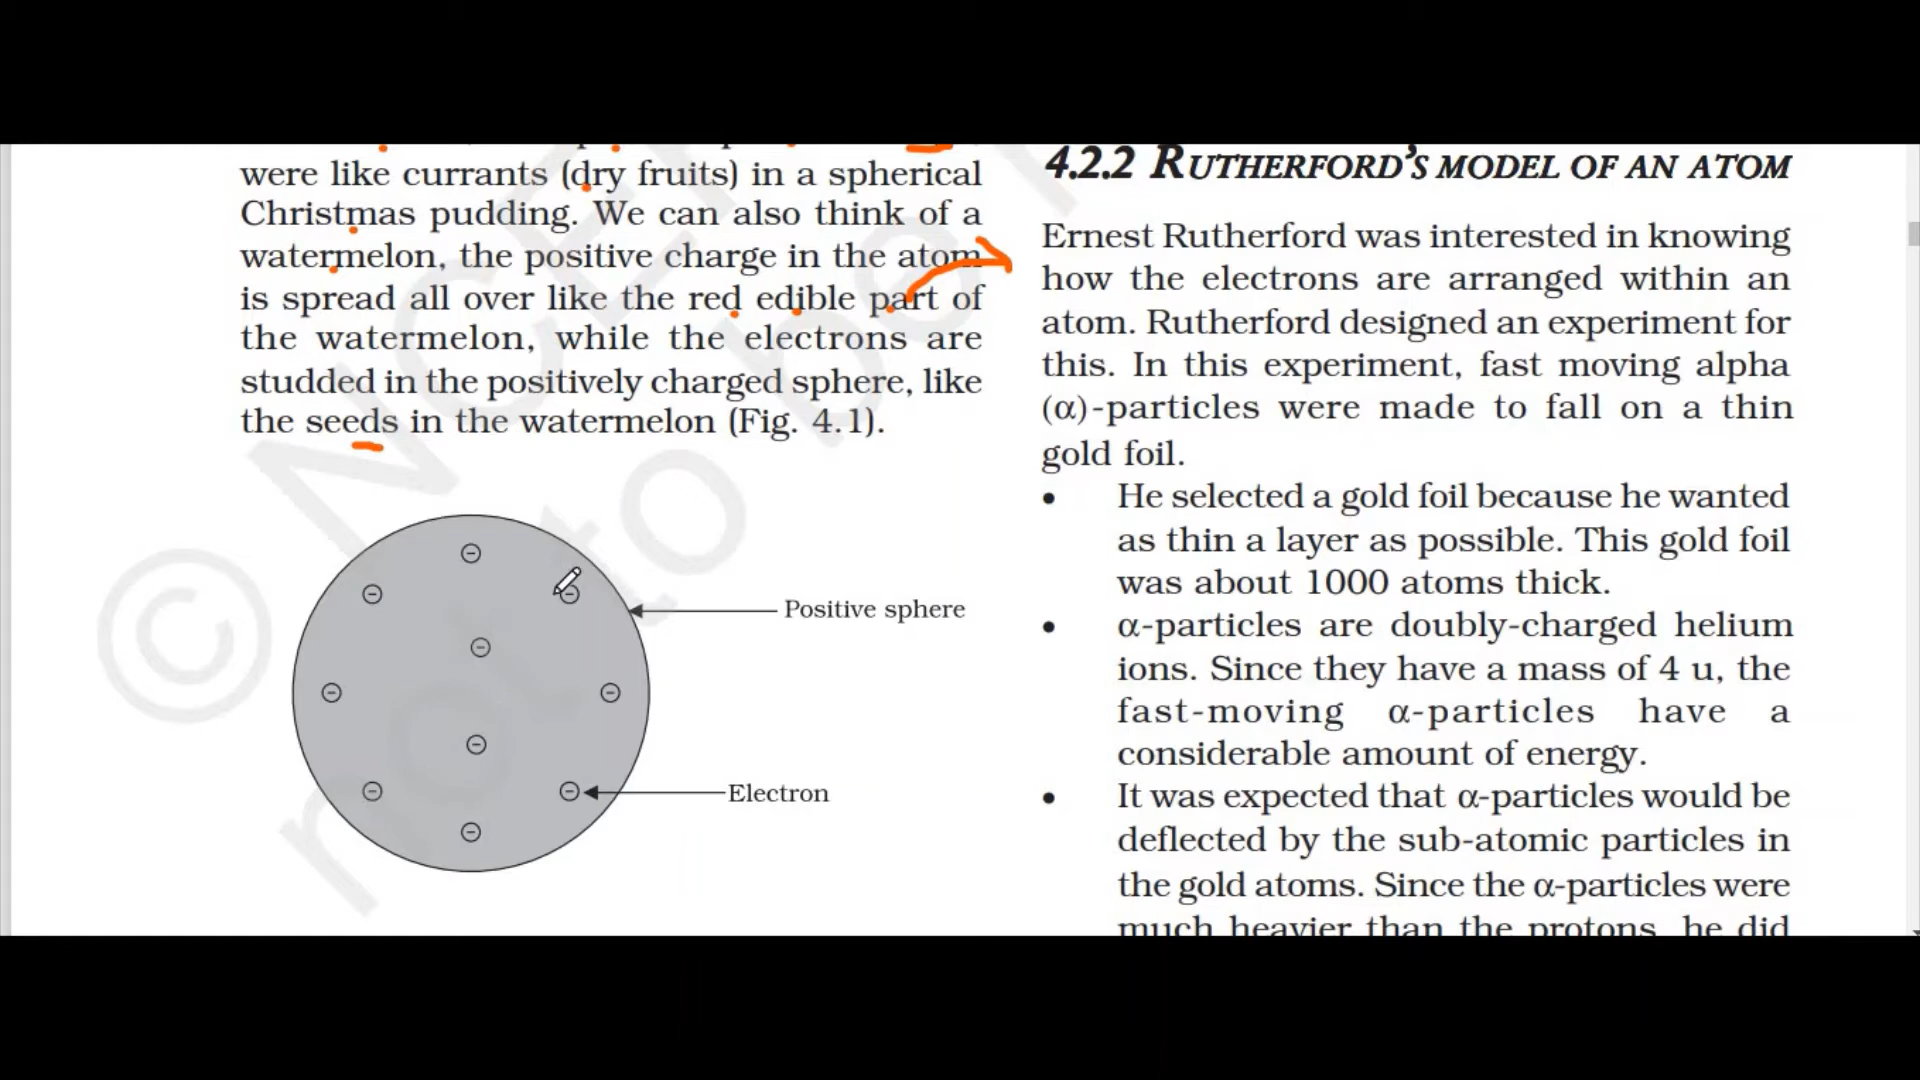 were like currants (dry fruits) in a spherical
Christmas pudding. We can also think of a
watermelon, the positive charge in the atom
is spread all over like the red edible part of
the watermelon, while the electrons are
studded in the positively charged sphere, like
the seeds in the watermelon (Fig. 4.1).
Positive sphere
Electron
4.2.2 RUTHERFORD'S MODEL OF AN ATOM
Ernest Rutherford was interested in knowing
how the electrons are arranged within an
atom. Rutherford designed an experiment for
this. In this experiment, fast moving alpha
(α)-particles were made to fall on a thin
gold foil.
• He selected a gold foil because he wanted
as thin a layer as possible. This gold foil
was about 1000 atoms thick.
• α-particles are doubly-charged helium
ions. Since they have a mass of 4 u, the
fast-moving α-particles have a
considerable amount of energy.
• It was expected that α-particles would be
deflected by the sub-atomic particles in
the gold atoms. Since the α-particles were
much heavier than the protons, he did